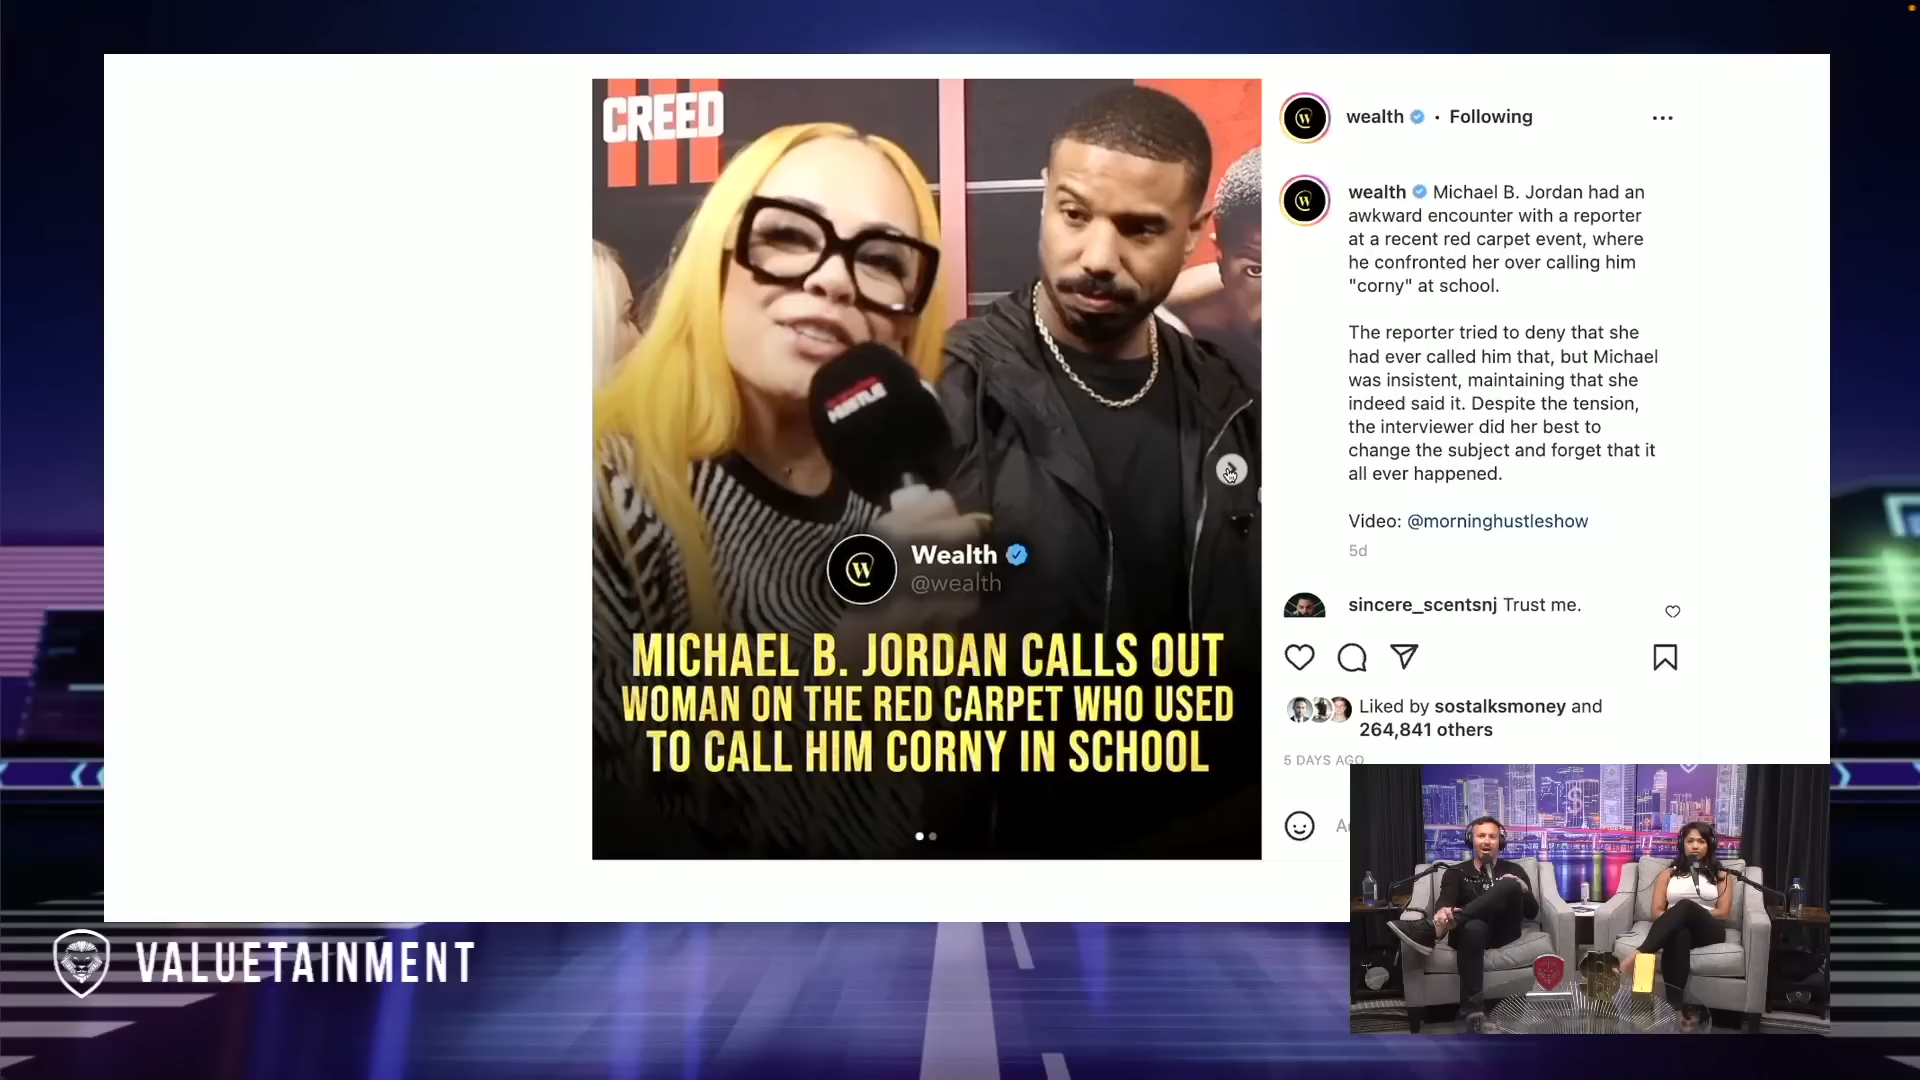 CREED
HUSTLE
Wealth
@wealth
MICHAEL B. JORDAN CALLS OUT
WOMAN ON THE RED CARPET WHO USED
TO CALL HIM CORNY IN SCHOOL
wealth • Following
wealth Michael B. Jordan had an
awkward encounter with a reporter
at a recent red carpet event, where
he confronted her over calling him
"corny" at school.
The reporter tried to deny that she
had ever called him that, but Michael
was insistent, maintaining that she
indeed said it. Despite the tension,
the interviewer did her best to
change the subject and forget that it
all ever happened.
Video: @morninghustleshow
5d
sincere_scentsnj Trust me.
Liked by sostalksmoney and
264,841 others
5 DAYS AGO
VALUETAINMENT